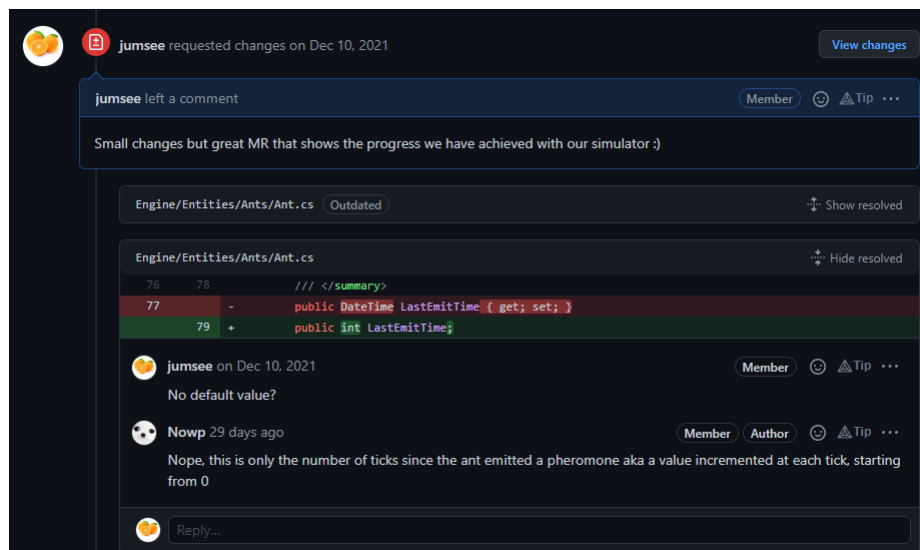 jumsee requested changes on Dec 10, 2021
View changes
jumsee left a comment
Member
Tip
Small changes but great MR that shows the progress we have achieved with our simulator :)
Engine/Entities/Ants/Ant.cs Outdated
Show resolved
Engine/Entities/Ants/Ant.cs
Hide resolved
76 78 /// </summary>
77 - public DateTime LastEmitTime { get; set; }
79 + public int LastEmitTime;
jumsee on Dec 10, 2021
Member
Tip
No default value?
Nowp 29 days ago
Member Author
Tip
Nope, this is only the number of ticks since the ant emitted a pheromone aka a value incremented at each tick, starting
from 0
Reply...